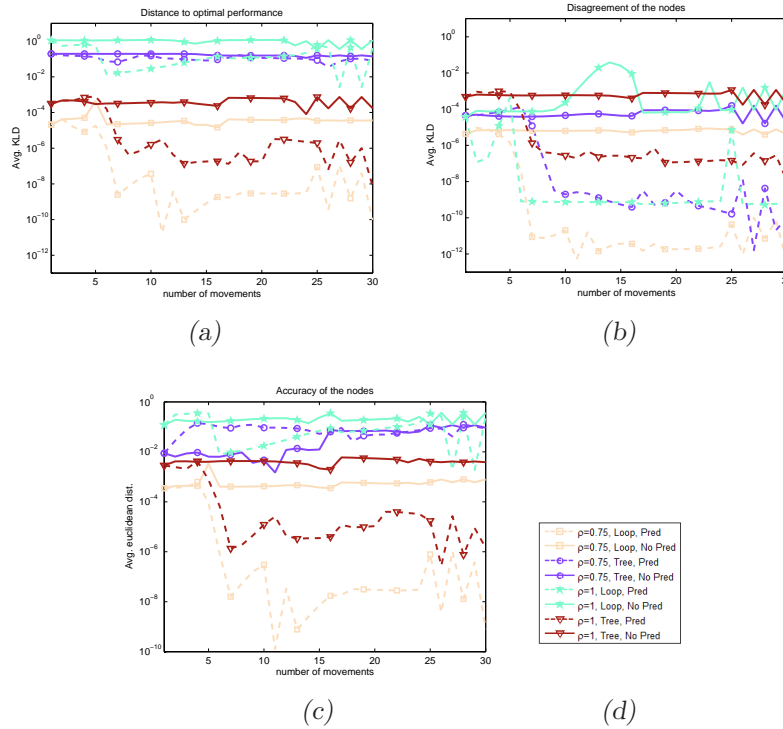 Distance to optimal performance
10^0
10^-2
10^-4
10^-6
10^-8
10^-10
10^-12
Avg. KLD
5 10 15 20 25 30
number of movements
(a)
Disagreement of the nodes
10^0
10^-2
10^-4
10^-6
10^-8
10^-10
10^-12
Avg. KLD
5 10 15 20 25 30
number of movements
(b)
Accuracy of the nodes
10^0
10^-2
10^-4
10^-6
10^-8
10^-10
Avg. euclidean dist.
5 10 15 20 25 30
number of movements
(c)
ρ=0.75, Loop, Pred
ρ=0.75, Loop, No Pred
ρ=0.75, Tree, Pred
ρ=0.75, Tree, No Pred
ρ=1, Loop, Pred
ρ=1, Loop, No Pred
ρ=1, Tree, Pred
ρ=1, Tree, No Pred
(d)